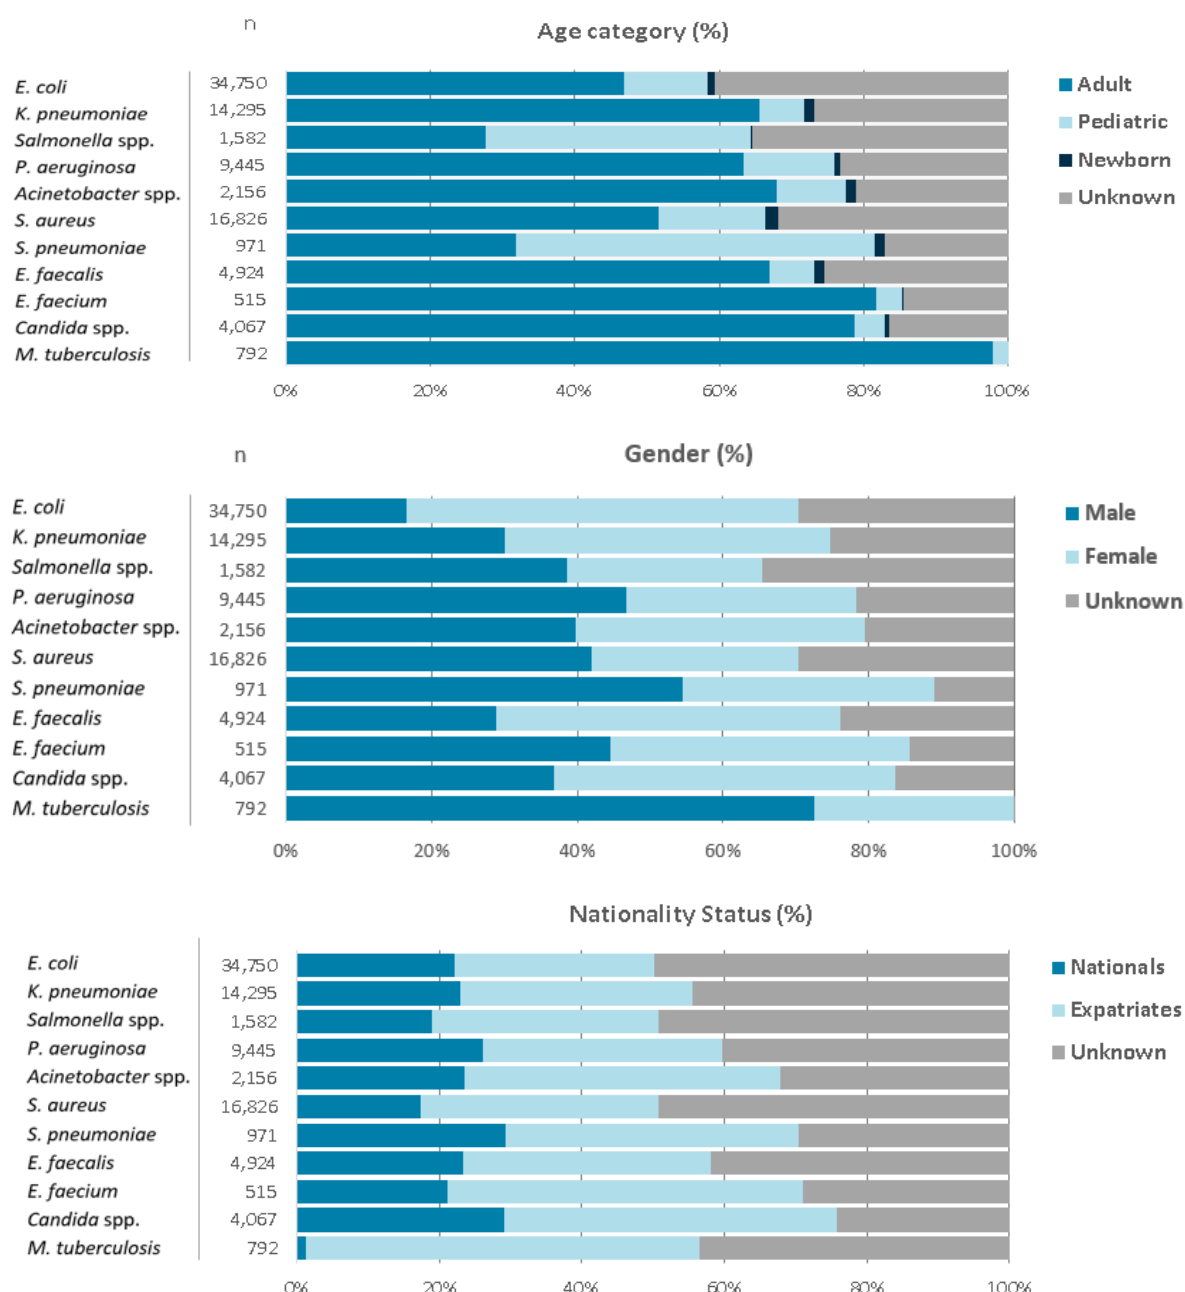 n
Age category (%)
E. coli 34,750
K. pneumoniae 14,295
Salmonella spp. 1,582
P. aeruginosa 9,445
Acinetobacter spp. 2,156
S. aureus 16,826
S. pneumoniae 971
E. faecalis 4,924
E. faecium 515
Candida spp. 4,067
M. tuberculosis 792
0% 20% 40% 60% 80% 100%
Adult
Pediatric
Newborn
Unknown
n
Gender (%)
E. coli 34,750
K. pneumoniae 14,295
Salmonella spp. 1,582
P. aeruginosa 9,445
Acinetobacter spp. 2,156
S. aureus 16,826
S. pneumoniae 971
E. faecalis 4,924
E. faecium 515
Candida spp. 4,067
M. tuberculosis 792
0% 20% 40% 60% 80% 100%
Male
Female
Unknown
Nationality Status (%)
E. coli 34,750
K. pneumoniae 14,295
Salmonella spp. 1,582
P. aeruginosa 9,445
Acinetobacter spp. 2,156
S. aureus 16,826
S. pneumoniae 971
E. faecalis 4,924
E. faecium 515
Candida spp. 4,067
M. tuberculosis 792
0% 20% 40% 60% 80% 100%
Nationals
Expatriates
Unknown